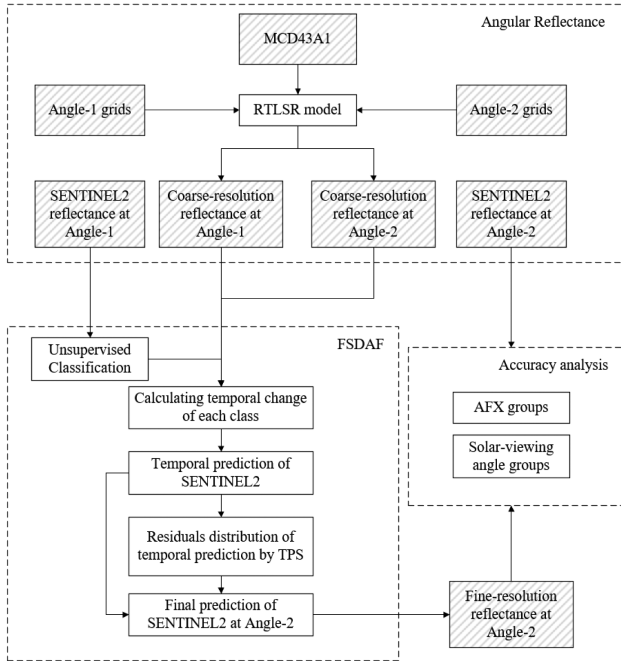 Angular Reflectance
MCD43A1
Angle-1 grids
RTLSR model
Angle-2 grids
SENTINEL2
reflectance at
Angle-1
Coarse-resolution
reflectance at
Angle-1
Coarse-resolution
reflectance at
Angle-2
SENTINEL2
reflectance at
Angle-2
FSDAF
Unsupervised
Classification
Calculating temporal change
of each class
Temporal prediction of
SENTINEL2
Residuals distribution of
temporal prediction by TPS
Final prediction of
SENTINEL2 at Angle-2
Accuracy analysis
AFX groups
Solar-viewing
angle groups
Fine-resolution
reflectance at
Angle-2